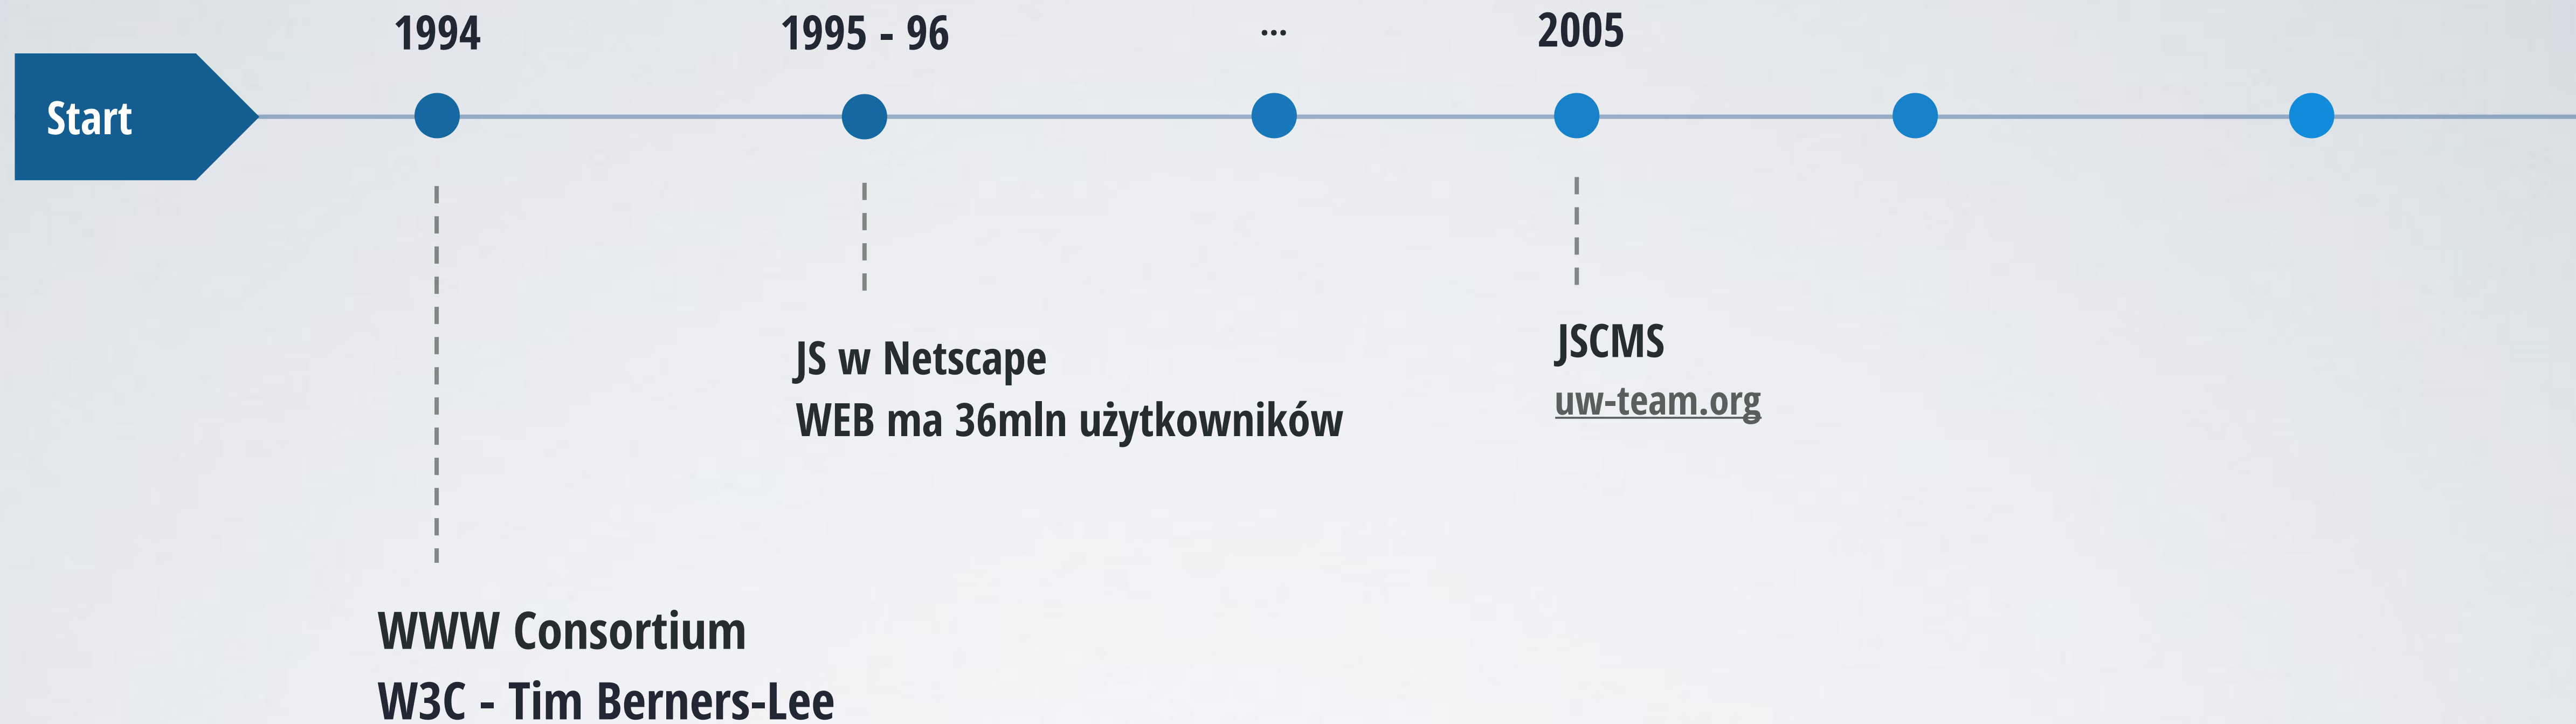 1994
1995 - 96
...
2005
Start
JS w Netscape
WEB ma 36mln użytkowników
JSCMS
uw-team.org
WWW Consortium
W3C - Tim Berners-Lee